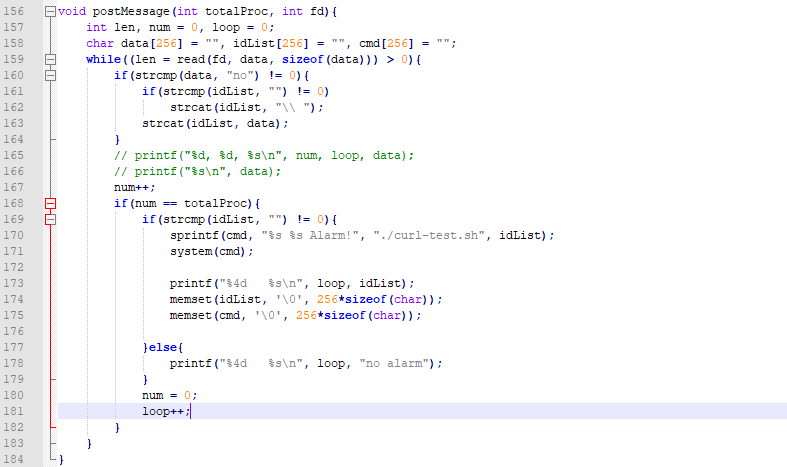 156 void postMessage(int totalProc, int fd){
157     int len, num = 0, loop = 0;
158     char data[256] = "", idList[256] = "", cmd[256] = "";
159     while((len = read(fd, data, sizeof(data))) > 0){
160         if(strcmp(data, "no") != 0){
161             if(strcmp(idList, "") != 0)
162                 strcat(idList, "\\ ");
163             strcat(idList, data);
164         }
165         // printf("%d, %d, %s\n", num, loop, data);
166         // printf("%s\n", data);
167         num++;
168         if(num == totalProc){
169             if(strcmp(idList, "") != 0){
170                 sprintf(cmd, "%s %s Alarm!", "./curl-test.sh", idList);
171                 system(cmd);
172
173                 printf("%4d   %s\n", loop, idList);
174                 memset(idList, '\0', 256*sizeof(char));
175                 memset(cmd, '\0', 256*sizeof(char));
176
177             }else{
178                 printf("%4d   %s\n", loop, "no alarm");
179             }
180             num = 0;
181             loop++;
182         }
183     }
184 }